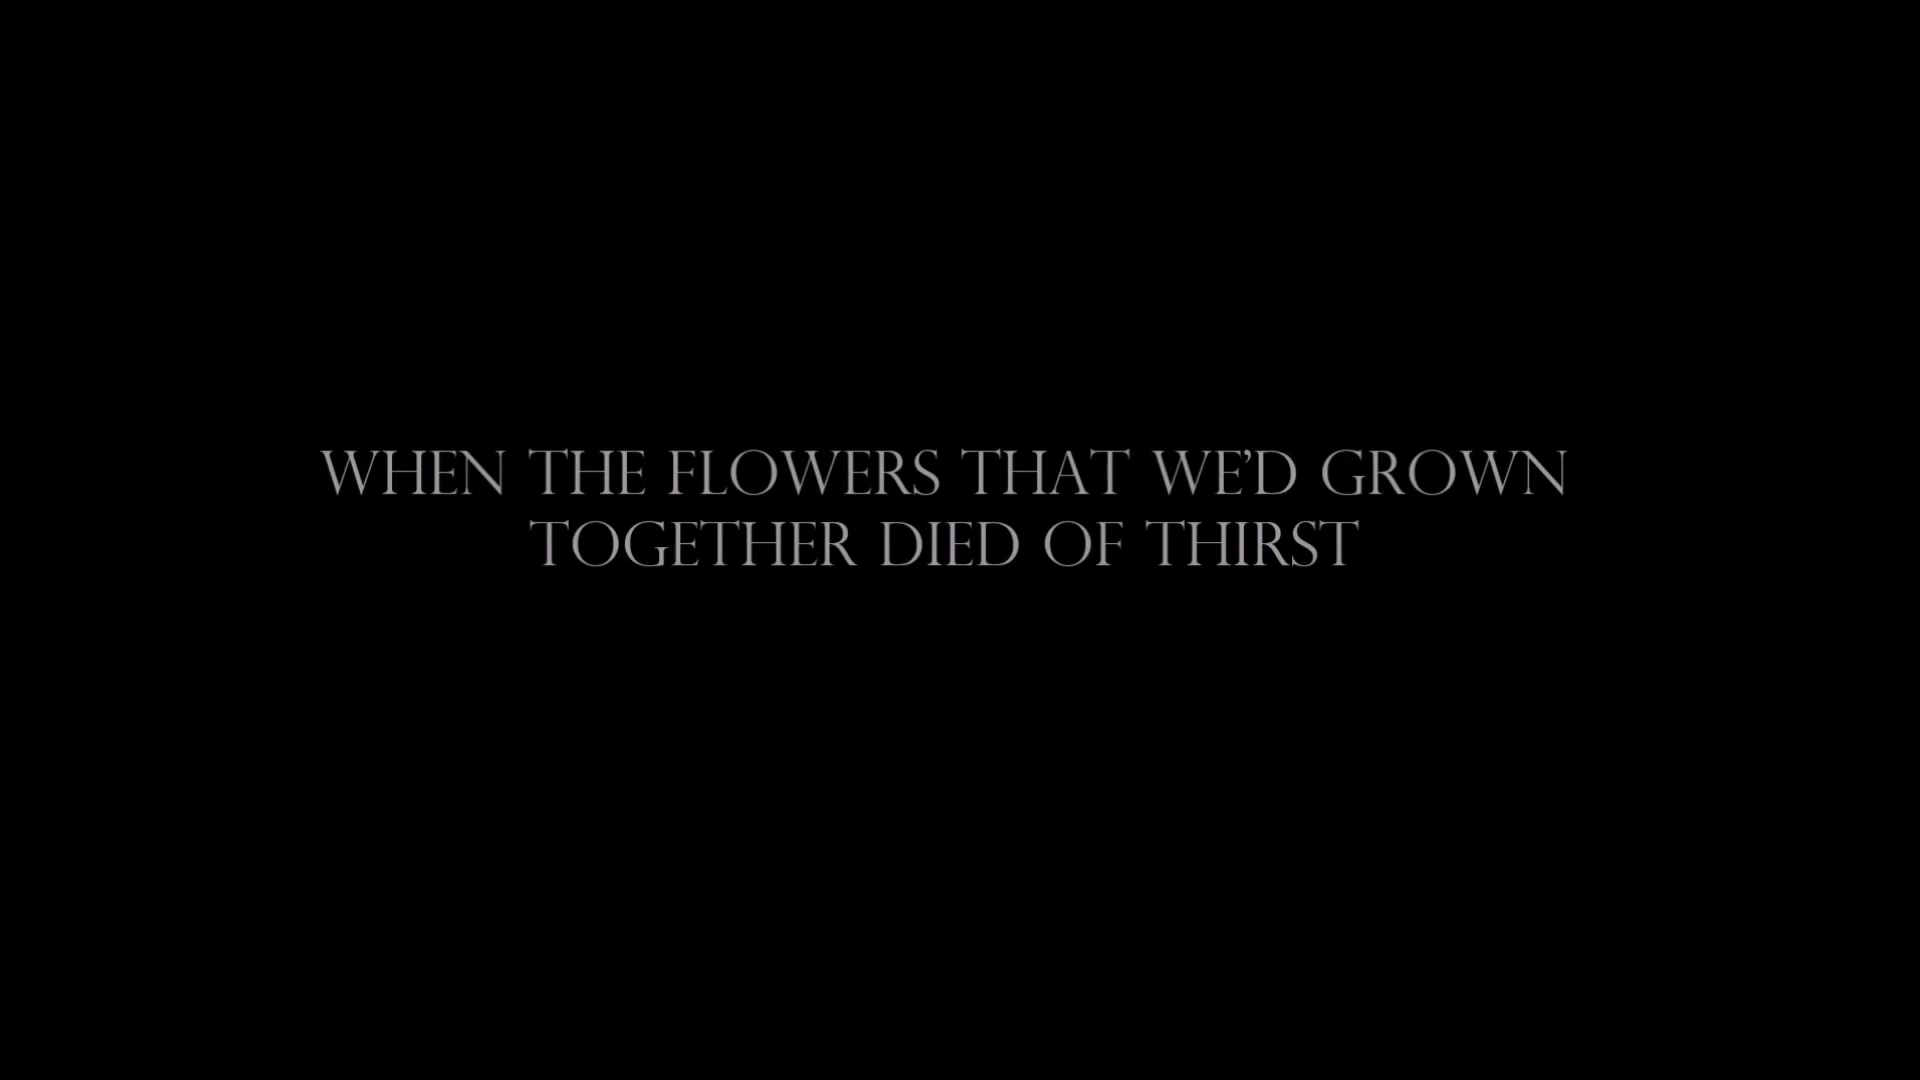 WHEN THE FLOWERS THAT WE'D GROWN
TOGETHER DIED OF THIRST